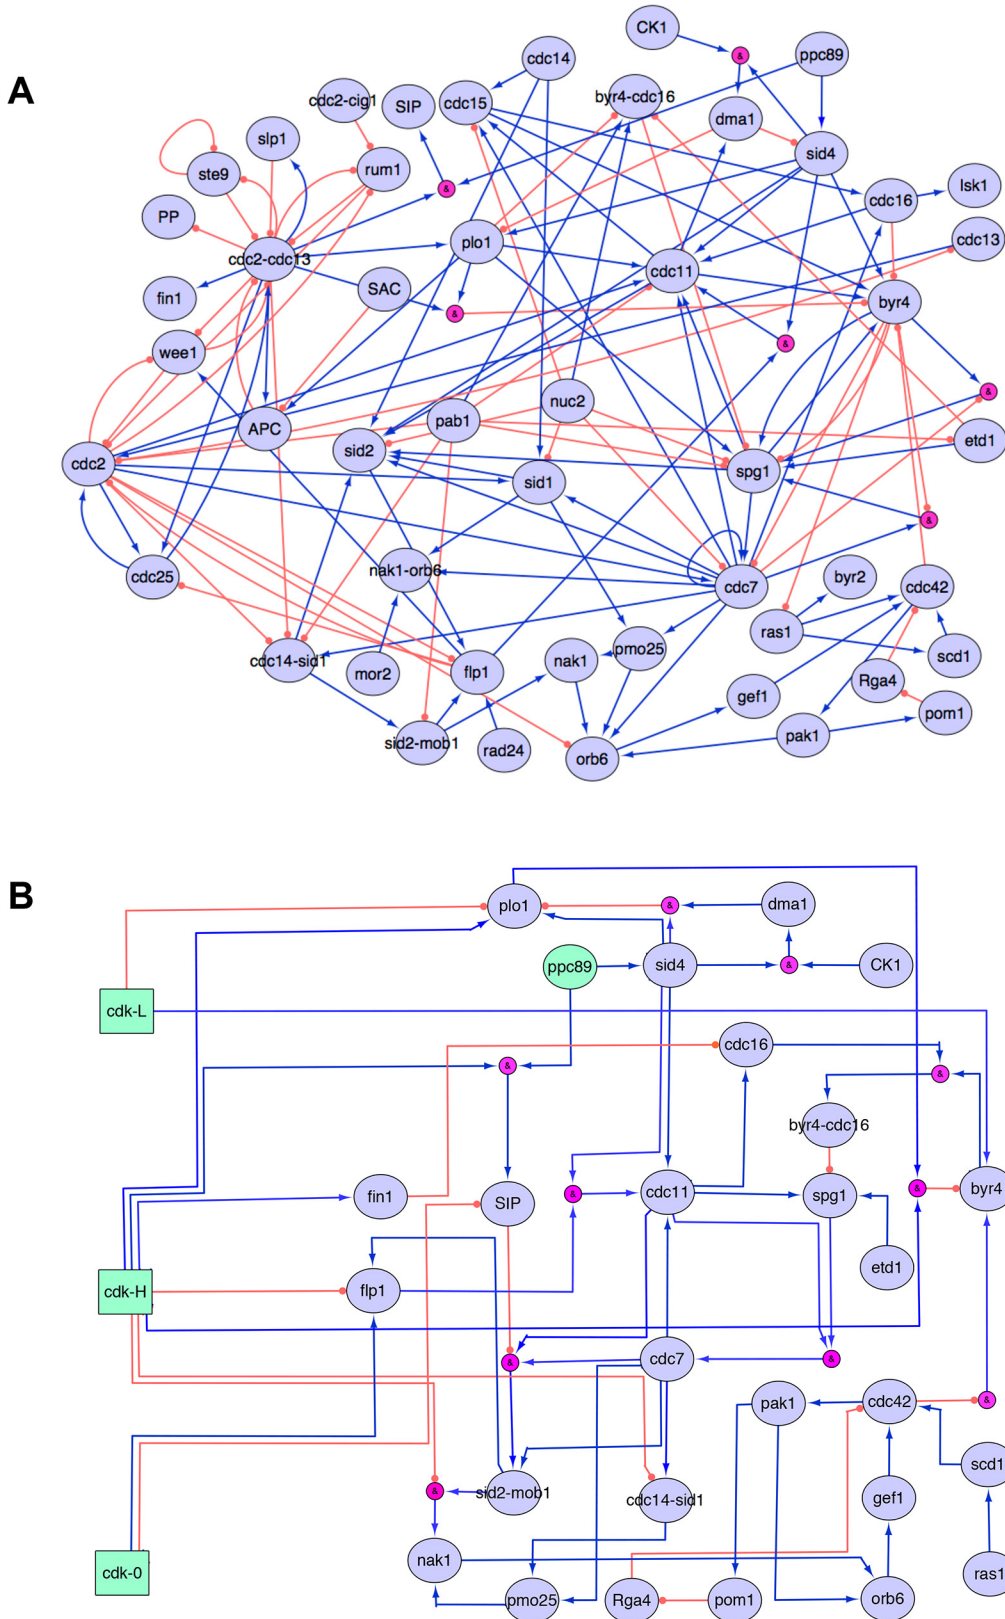 A
CK1
cdc14
ppc89
&
cdc2-cig1
SIP
cdc15
byr4-cdc16
dma1
slp1
sid4
ste9
rum1
&
lsk1
cdc16
PP
plo1
cdc13
cdc2-cdc13
cdc11
fin1
SAC
byr4
&
&
wee1
&
nuc2
pab1
APC
etd1
sid2
cdc2
spg1
sid1
&
cdc25
nak1-orb6
cdc7
byr2
cdc42
ras1
cdc14-sid1
mor2
flp1
nak1
pmo25
scd1
Rga4
gef1
pom1
sid2-mob1
rad24
orb6
pak1
B
plo1
&
dma1
ppc89
sid4
&
CK1
cdk-L
cdc16
&
&
byr4-cdc16
fin1
SIP
&
cdc11
spg1
&
byr4
etd1
cdk-H
flp1
&
cdc7
&
pak1
cdc42
&
scd1
&
sid2-mob1
cdc14-sid1
gef1
nak1
cdk-0
ras1
pmo25
Rga4
pom1
orb6